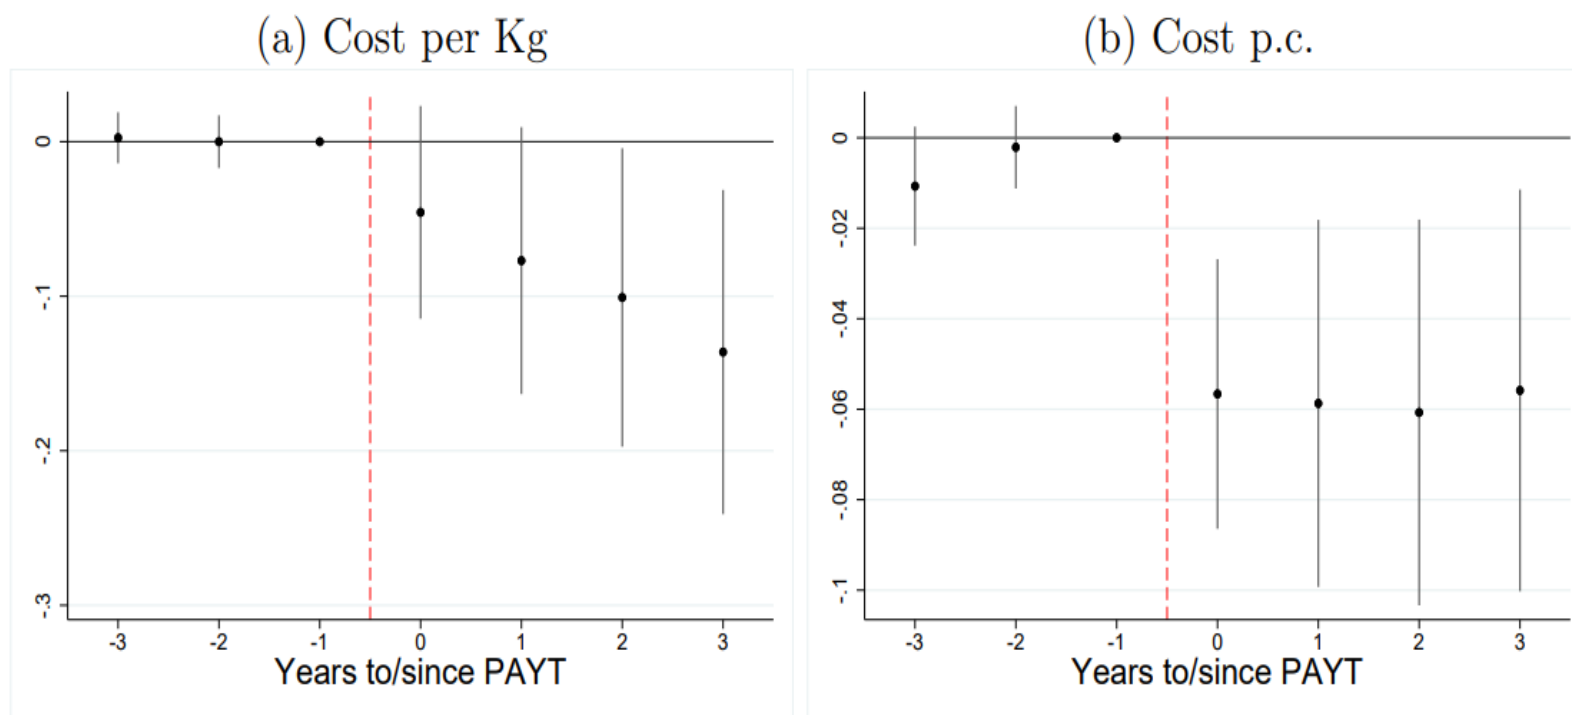 (a) Cost per Kg
0
-.1
-.2
-.3
-3 -2 -1 0 1 2 3
Years to/since PAYT
(b) Cost p.c.
0
-.02
-.04
-.06
-.08
-.1
-3 -2 -1 0 1 2 3
Years to/since PAYT